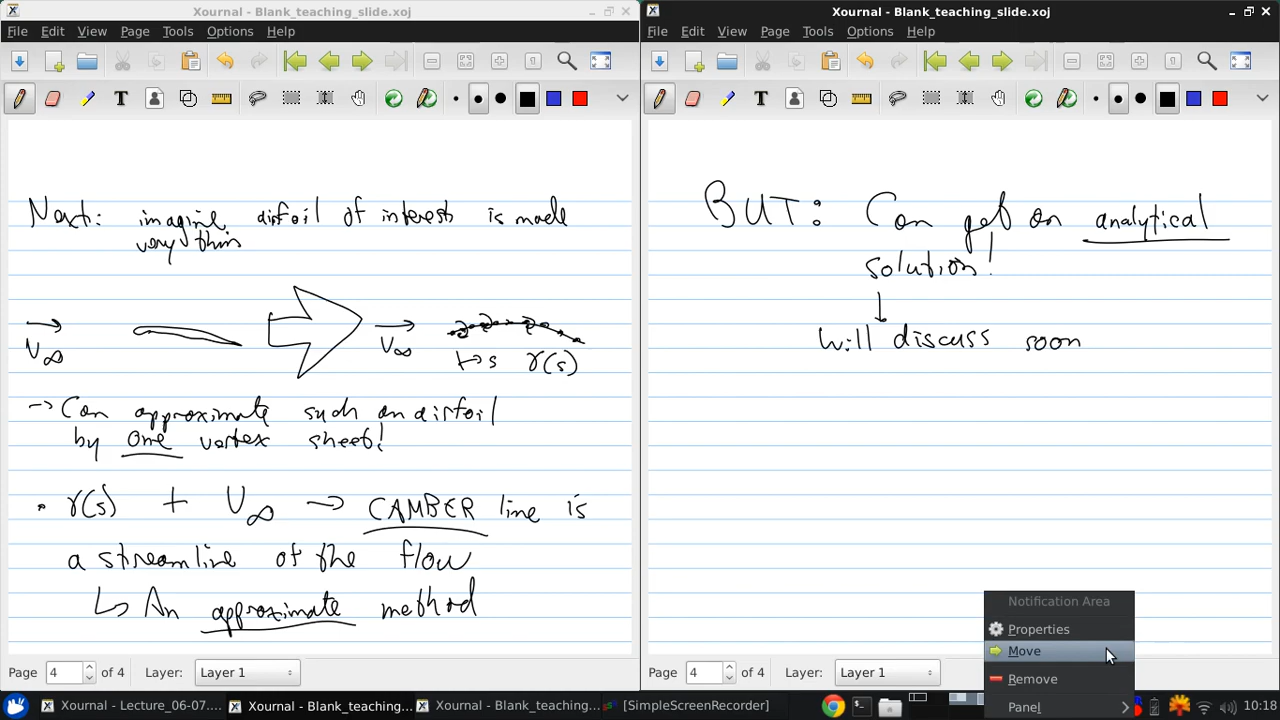 Xournal - Blank_teaching_slide.xoj
File Edit View Page Tools Options Help
Next: imagine airfoil of interest is made
very thin
V∞
V∞
s γ(s)
→ Can approximate such an airfoil
by one vortex sheet!
• γ(s) + V∞ → CAMBER line is
a streamline of the flow
↳ An approximate method
Page 4 of 4 Layer: Layer 1
Xournal - Blank_teaching_slide.xoj
File Edit View Page Tools Options Help
BUT: Can get an analytical
solution!
↓
will discuss soon
Page 4 of 4 Layer: Layer 1
Notification Area
Properties
Move
Remove
Panel
Xournal - Lecture_06-07.... Xournal - Blank_teaching_... Xournal - Blank_teaching_... [SimpleScreenRecorder] 10:18